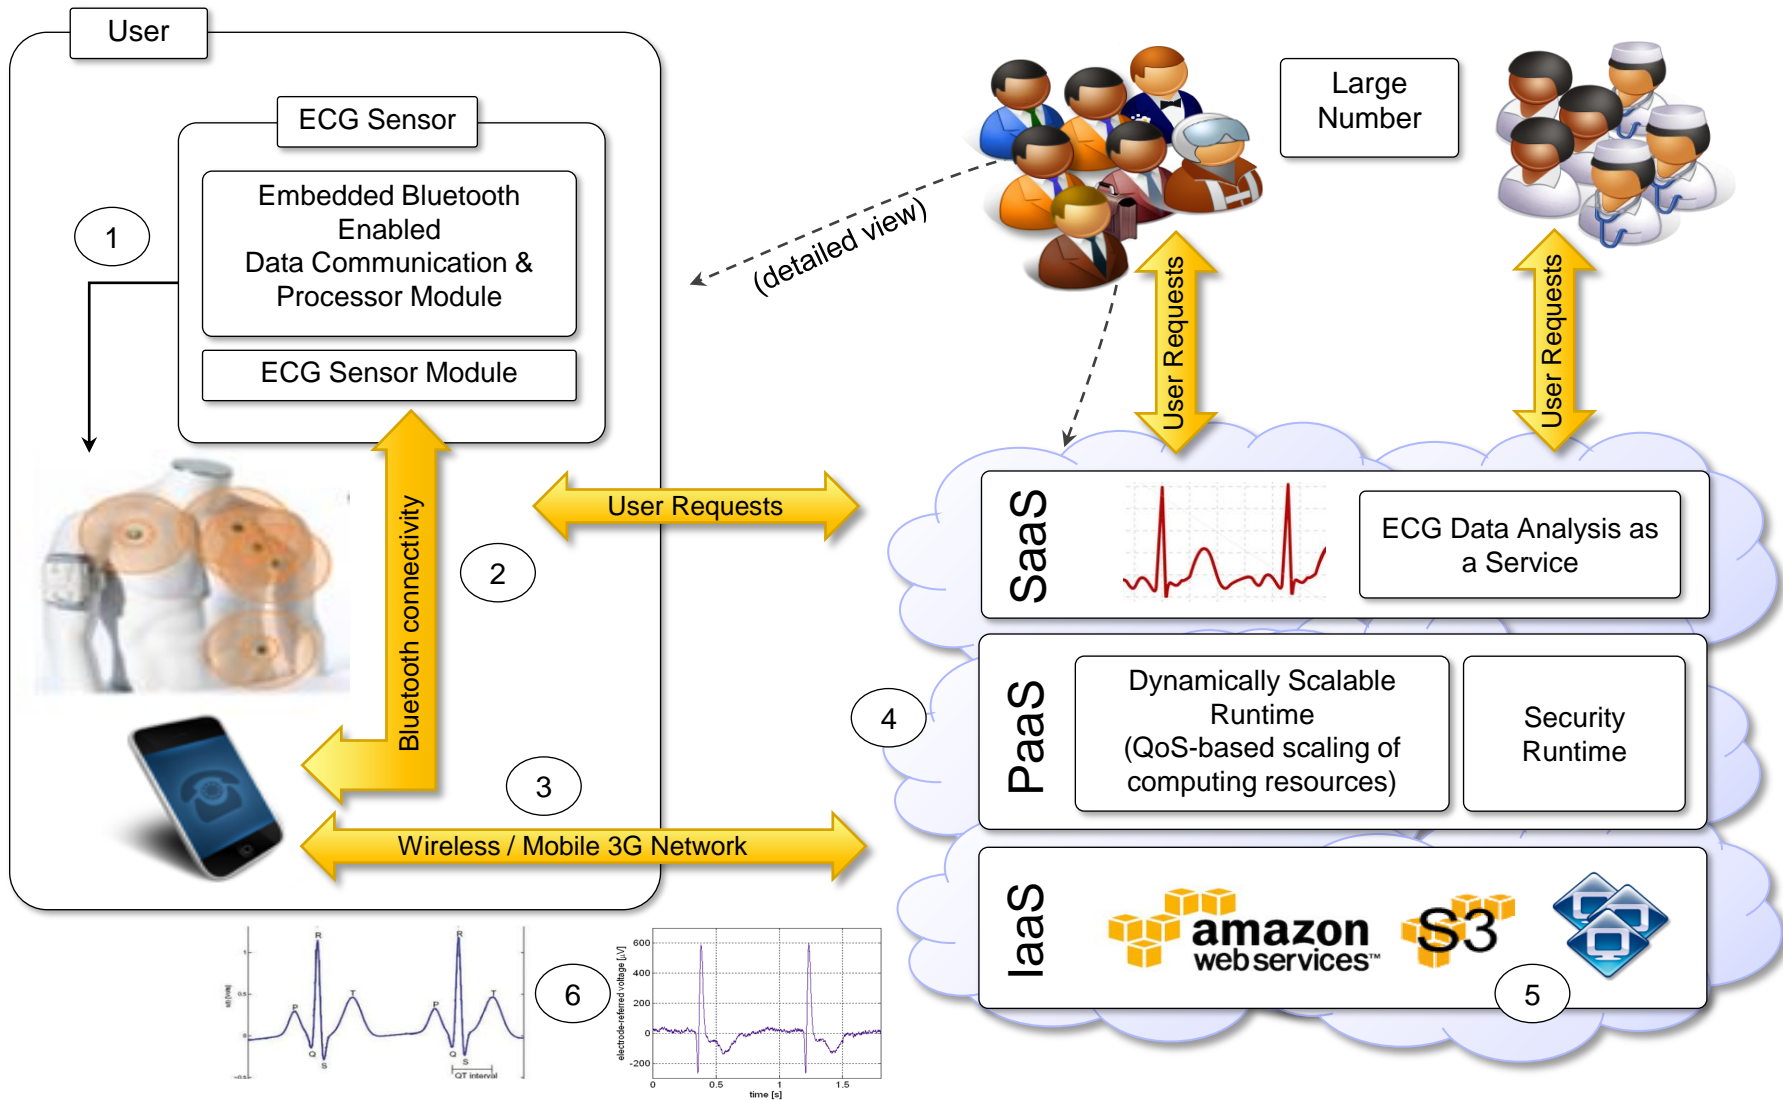 User
ECG Sensor
Embedded Bluetooth
Enabled
Data Communication &
Processor Module
ECG Sensor Module
1
Bluetooth connectivity
2
3
User Requests
Wireless / Mobile 3G Network
(detailed view)
Large
Number
User Requests
User Requests
SaaS
ECG Data Analysis as
a Service
4
PaaS
Dynamically Scalable
Runtime
(QoS-based scaling of
computing resources)
Security
Runtime
IaaS
amazon
webservices™
S3
5
R
R
P
T
P
T
Q
S
Q
S
QT interval
1
0
6
electrode-referred voltage [µV]
600
400
200
0
-200
0
0.5
1
1.5
time [s]